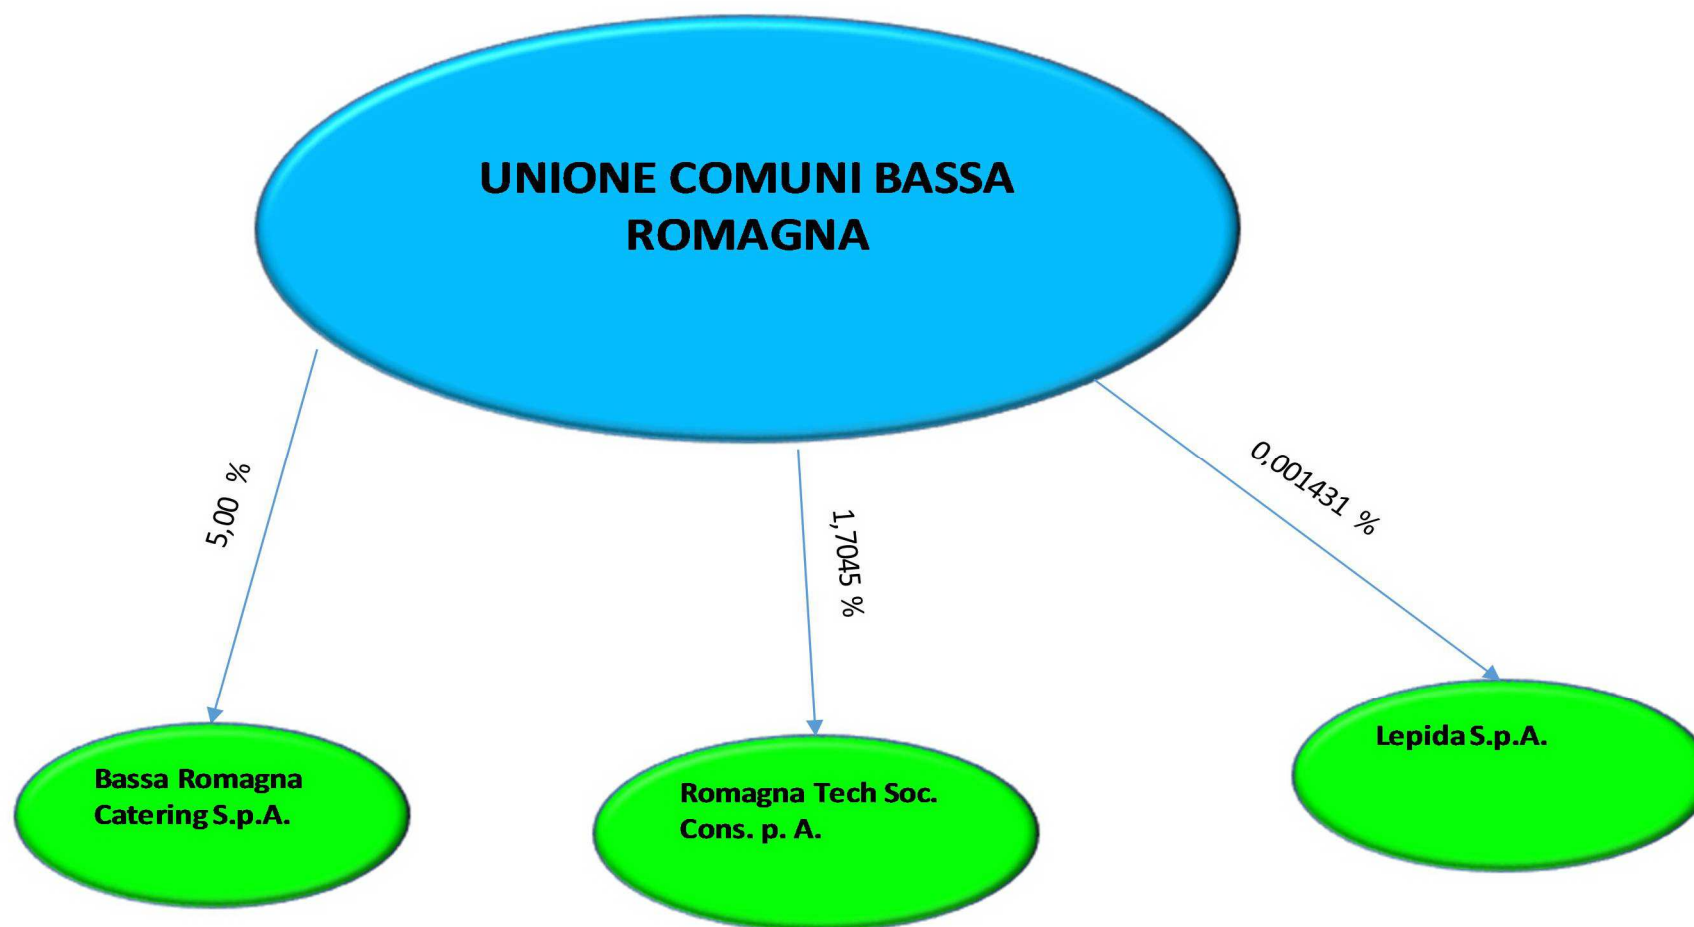 UNIONE COMUNI BASSA
ROMAGNA
5,00 %
1,7045 %
0,001431 %
Bassa Romagna
Catering S.p.A.
Romagna Tech Soc.
Cons. p. A.
Lepida S.p.A.